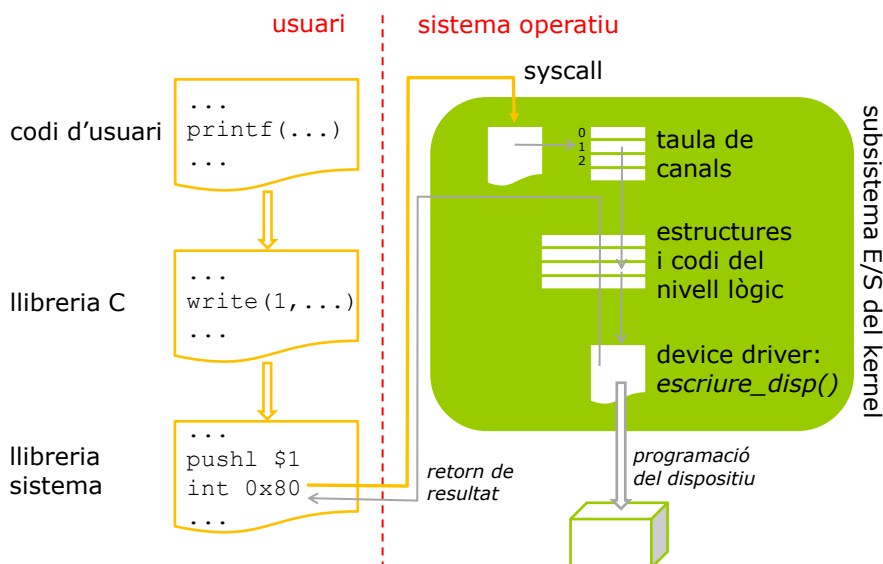 usuari
sistema operatiu
syscall
codi d'usuari
...
printf(...)
...
0
1
2
taula de
canals
subsistema E/S del kernel
llibreria C
...
write(1,...)
...
estructures
i codi del
nivell lògic
device driver:
escriure_disp()
llibreria
sistema
...
pushl $1
int 0x80
...
retorn de
resultat
programació
del dispositiu